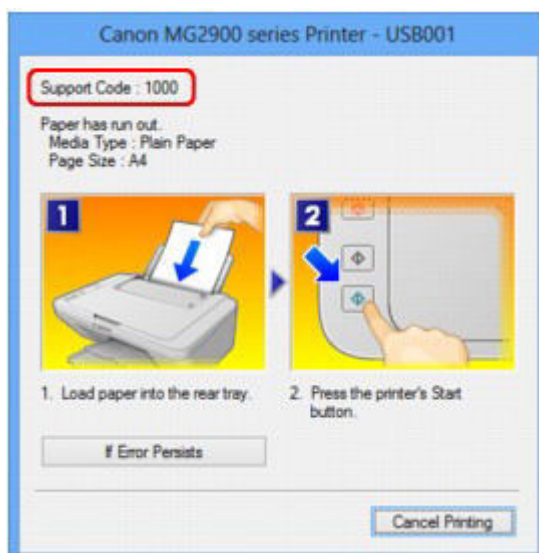 Canon MG2900 series Printer - USB001
Support Code : 1000
Paper has run out.
Media Type : Plain Paper
Page Size : A4
1
2
1. Load paper into the rear tray.
2. Press the printer's Start
button.
If Error Persists
Cancel Printing